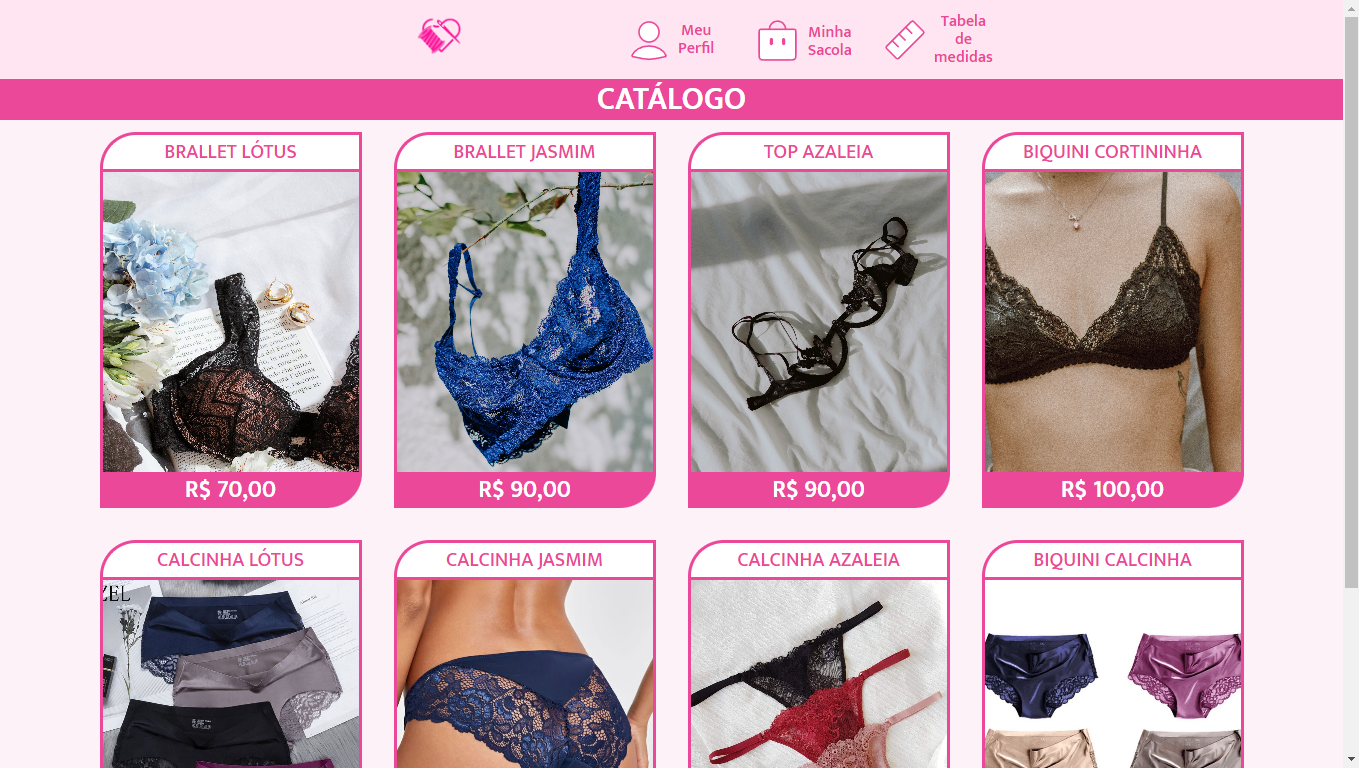 Meu
Perfil
Minha
Sacola
Tabela
de
medidas
CATÁLOGO
BRALLET LÓTUS
BRALLET JASMIM
TOP AZALEIA
BIQUINI CORTININHA
R$ 70,00
R$ 90,00
R$ 90,00
R$ 100,00
CALCINHA LÓTUS
CALCINHA JASMIM
CALCINHA AZALEIA
BIQUINI CALCINHA
ZEL